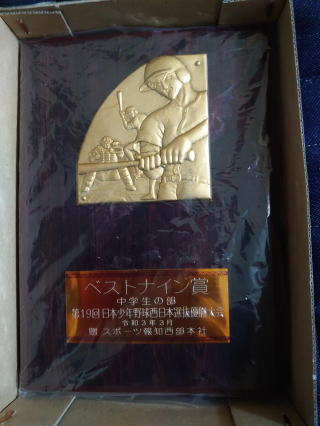 ベストナイン賞
中学生の部
第19回日本少年野球西日本選抜優勝大会
令和3年3月
贈 スポーツ報知西部本社